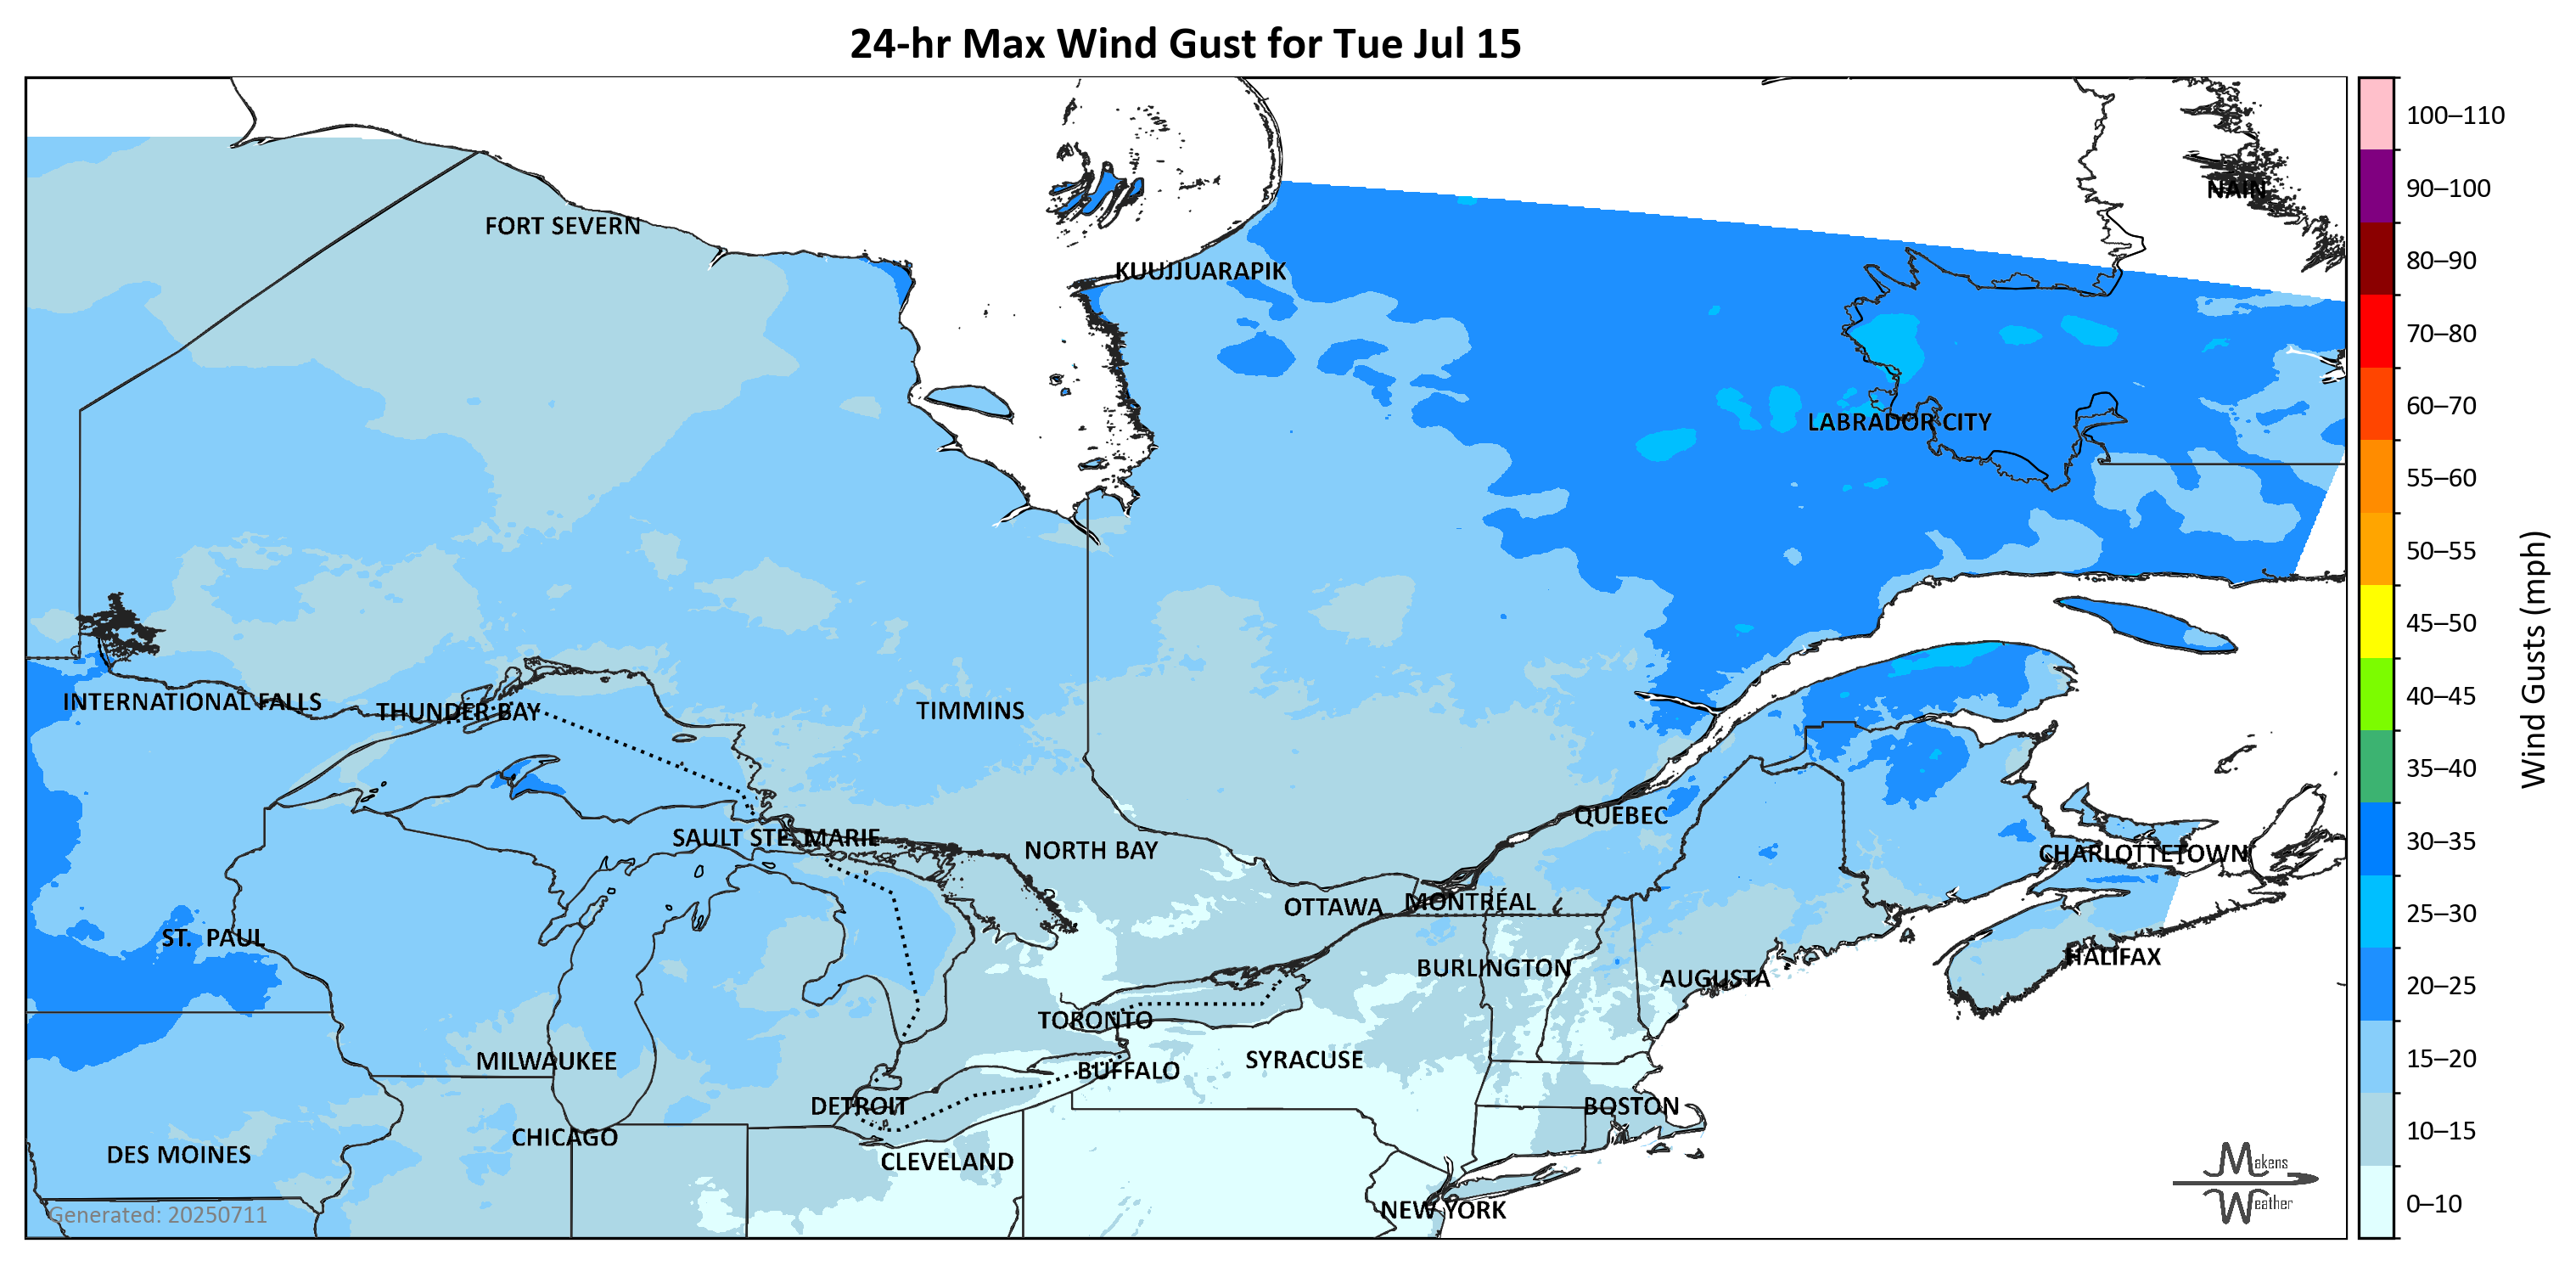 24-hr Max Wind Gust for Tue Jul 15
NAIN
FORT SEVERN
KUUJJUARAPIK
LABRADOR CITY
INTERNATIONAL FALLS
THUNDER BAY
TIMMINS
QUÉBEC
SAULT STE. MARIE
NORTH BAY
CHARLOTTETOWN
OTTAWA
MONTRÉAL
ST.  PAUL
HALIFAX
BURLINGTON
AUGUSTA
TORONTO
MILWAUKEE
SYRACUSE
BUFFALO
DETROIT
BOSTON
CHICAGO
DES MOINES
CLEVELAND
NEW YORK
Generated: 20250711
Makens
Weather
100–110
90–100
80–90
70–80
60–70
55–60
50–55
45–50
40–45
35–40
30–35
25–30
20–25
15–20
10–15
0–10
Wind Gusts (mph)